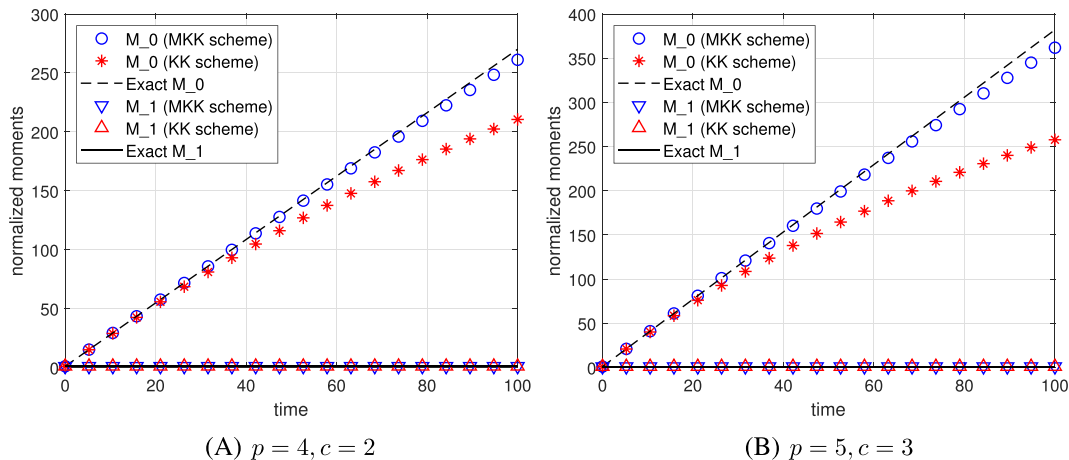 300
250
200
150
100
50
0
normalized moments
M_0 (MKK scheme)
M_0 (KK scheme)
Exact M_0
M_1 (MKK scheme)
M_1 (KK scheme)
Exact M_1
0 20 40 60 80 100
time
(A) p = 4, c = 2
400
350
300
250
200
150
100
50
0
normalized moments
M_0 (MKK scheme)
M_0 (KK scheme)
Exact M_0
M_1 (MKK scheme)
M_1 (KK scheme)
Exact M_1
0 20 40 60 80 100
time
(B) p = 5, c = 3